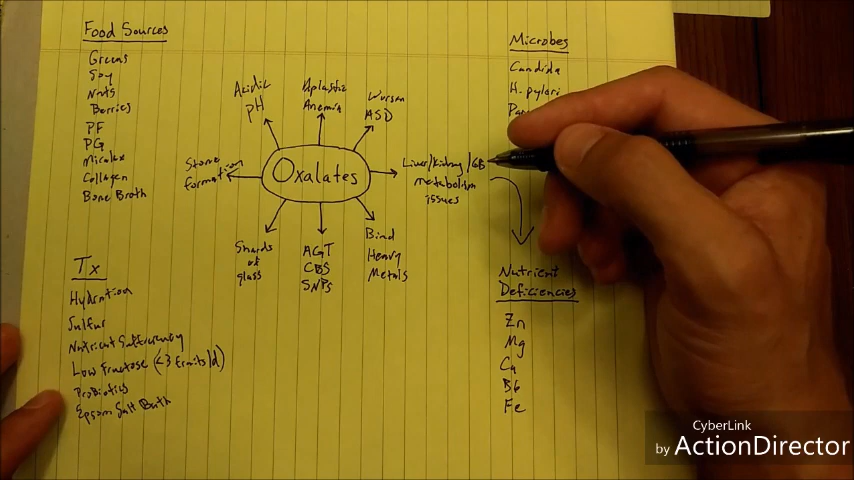 Food Sources
Greens
Soy
Nuts
Berries
PF
PG
Miralax
Collagen
Bone Broth
Tx
Hydration
Sulfur
Nutrient Sufficiency
Low fructose (<3 fruits/d)
Probiotics
Epsom Salt Bath
Oxalates
Acidic
pH
Aplastic
Anemia
Worsen
ASD
Liver/Kidney/GB
metabolism
issues
Bind
Heavy
Metals
AGT
CBS
SNPs
Shards
of
glass
Stone
formation
Microbes
Candida
H. pylori
Nutrient
Deficiencies
Zn
Mg
Ca
B6
Fe
CyberLink
by ActionDirector